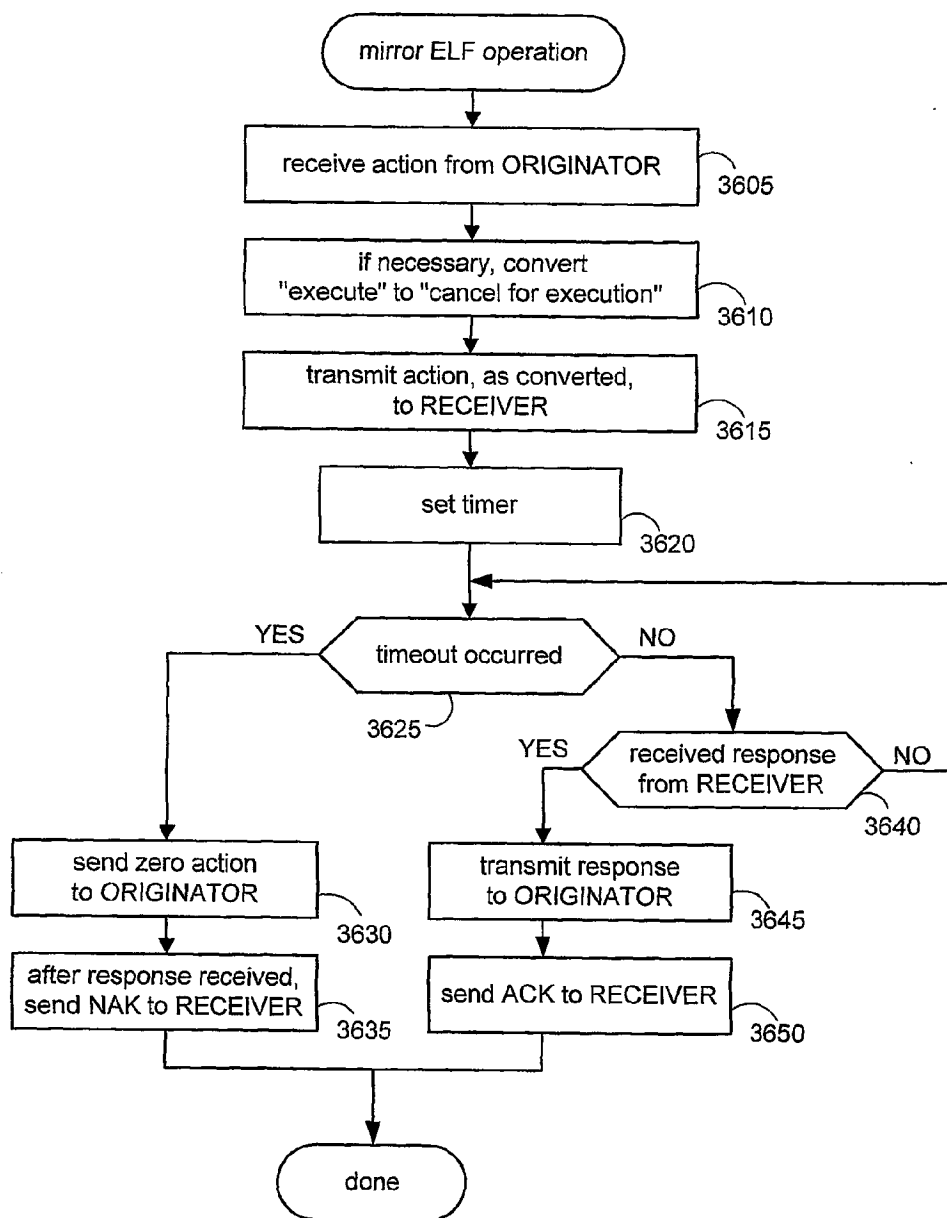 mirror ELF operation
receive action from ORIGINATOR
3605
if necessary, convert
"execute" to "cancel for execution"
3610
transmit action, as converted,
to RECEIVER
3615
set timer
3620
YES
timeout occurred
NO
3625
YES
received response
from RECEIVER
NO
3640
send zero action
to ORIGINATOR
3630
transmit response
to ORIGINATOR
3645
after response received,
send NAK to RECEIVER
3635
send ACK to RECEIVER
3650
done